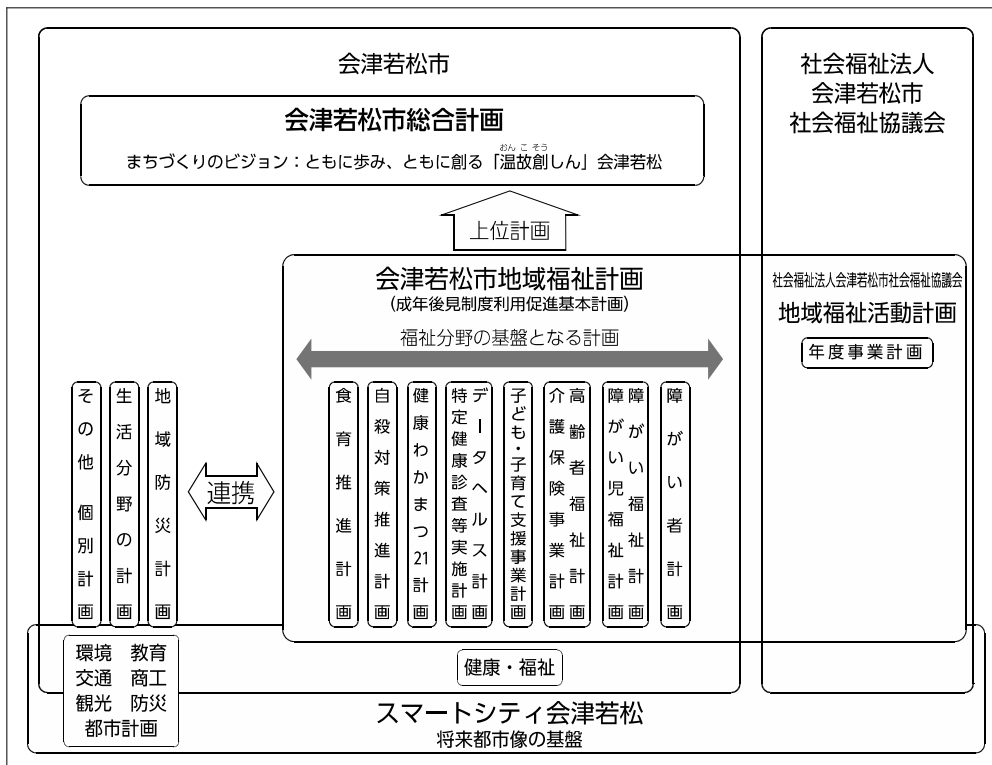 会津若松市
会津若松市総合計画
まちづくりのビジョン：ともに歩み、ともに創る「温故創しん」会津若松
おん こ そう
上位計画
社会福祉法人
会津若松市
社会福祉協議会
会津若松市地域福祉計画
(成年後見制度利用促進基本計画)
福祉分野の基盤となる計画
社会福祉法人会津若松市社会福祉協議会
地域福祉活動計画
年度事業計画
その他 個別計画
生活分野の計画
地域防災計画
連携
食育推進計画
自殺対策推進計画
健康わかまつ21計画
データヘルス計画
特定健康診査等実施計画
子ども・子育て支援事業計画
高齢者福祉計画
介護保険事業計画
障がい福祉計画
障がい児福祉計画
障がい者計画
環境 教育
交通 商工
観光 防災
都市計画
健康・福祉
スマートシティ会津若松
将来都市像の基盤